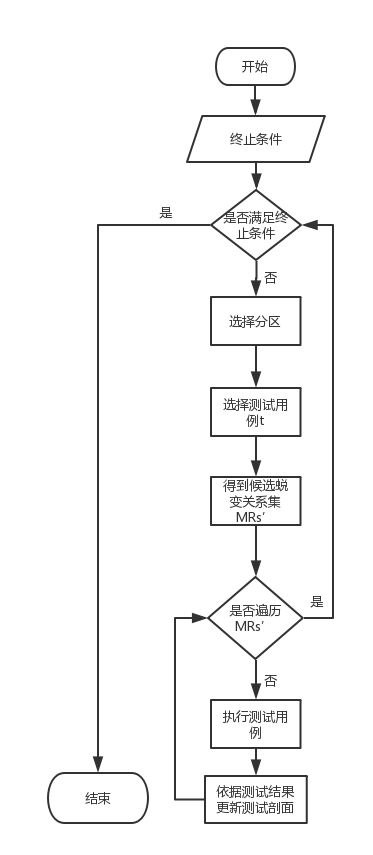 开始
终止条件
是否满足终
止条件
是
否
选择分区
选择测试用
例t
得到候选蜕
变关系集
MRs′
是否遍历
MRs′
是
否
执行测试用
例
依据测试结果
更新测试剖面
结束